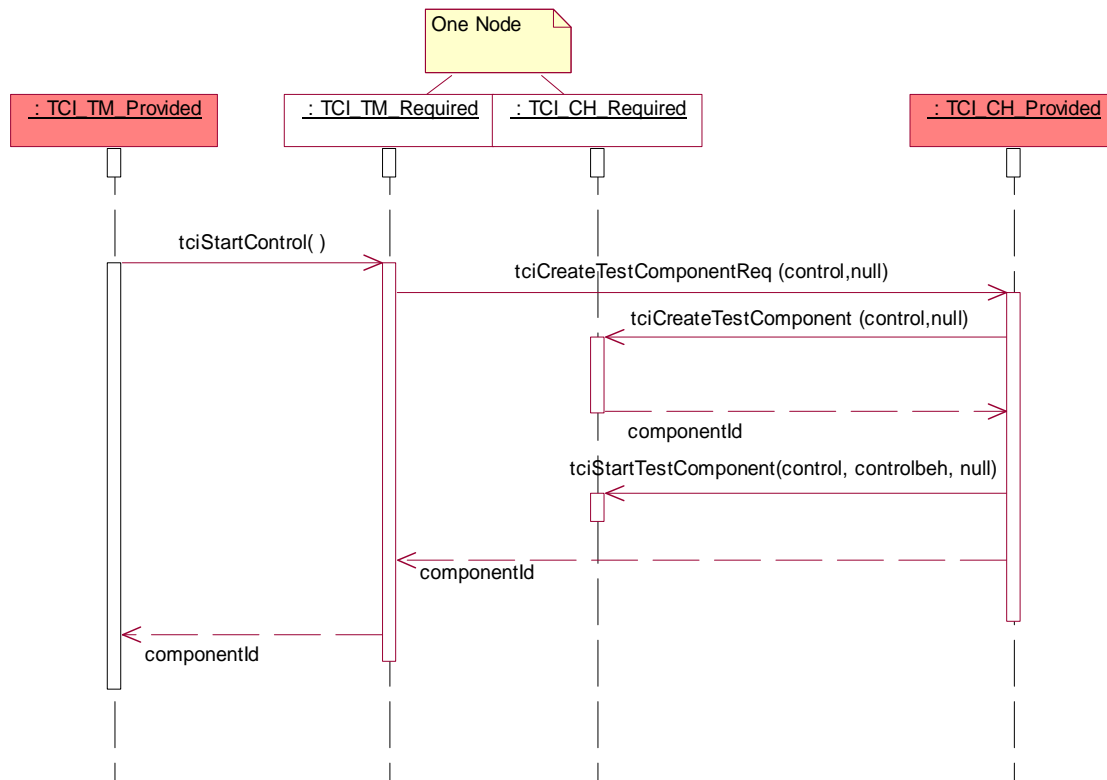 One Node
: TCI_TM_Provided
: TCI_TM_Required
: TCI_CH_Required
: TCI_CH_Provided
tciStartControl( )
tciCreateTestComponentReq (control,null)
tciCreateTestComponent (control,null)
componentId
tciStartTestComponent(control, controlbeh, null)
componentId
componentId